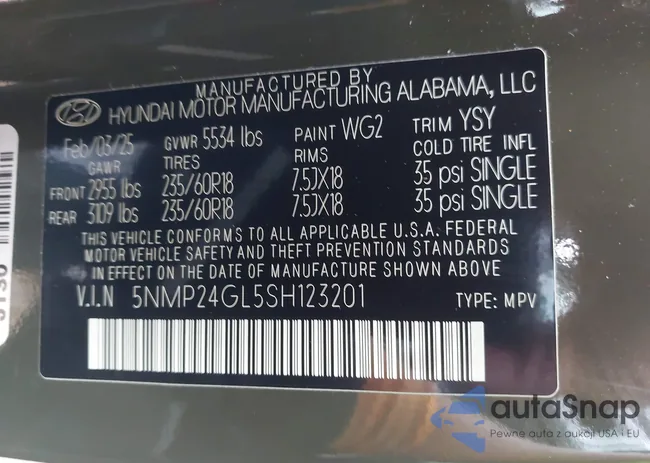 MANUFACTURED BY
HYUNDAI MOTOR MANUFACTURING ALABAMA, LLC
Feb/03/25 GVWR 5534 lbs PAINT WG2 TRIM YSY
GAWR TIRES RIMS COLD TIRE INFL
FRONT 2955 lbs 235/60R18 7.5JX18 35 psi SINGLE
REAR 3109 lbs 235/60R18 7.5JX18 35 psi SINGLE
THIS VEHICLE CONFORMS TO ALL APPLICABLE U.S.A. FEDERAL
MOTOR VEHICLE SAFETY AND THEFT PREVENTION STANDARDS
IN EFFECT ON THE DATE OF MANUFACTURE SHOWN ABOVE.
V.I.N 5NMP24GL5SH123201 TYPE: MPV
autaSnap
Pewne auta z aukcji USA i EU